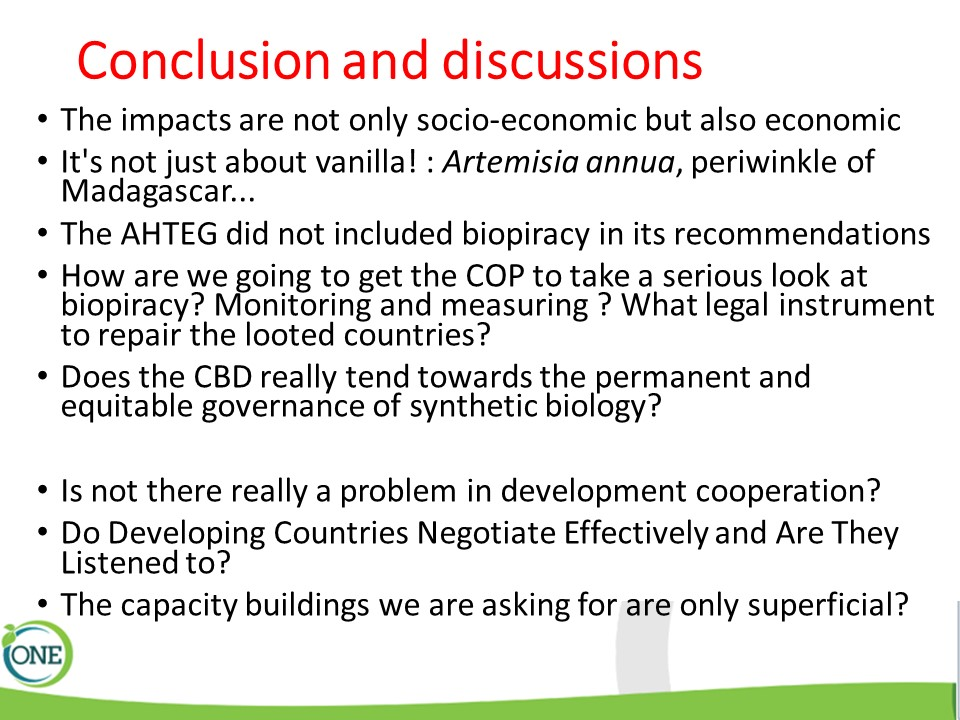 Conclusion and discussions
• The impacts are not only socio-economic but also economic
• It's not just about vanilla! : Artemisia annua, periwinkle of
Madagascar...
• The AHTEG did not included biopiracy in its recommendations
• How are we going to get the COP to take a serious look at
biopiracy? Monitoring and measuring ? What legal instrument
to repair the looted countries?
• Does the CBD really tend towards the permanent and
equitable governance of synthetic biology?
• Is not there really a problem in development cooperation?
• Do Developing Countries Negotiate Effectively and Are They
Listened to?
• The capacity buildings we are asking for are only superficial?
ONE